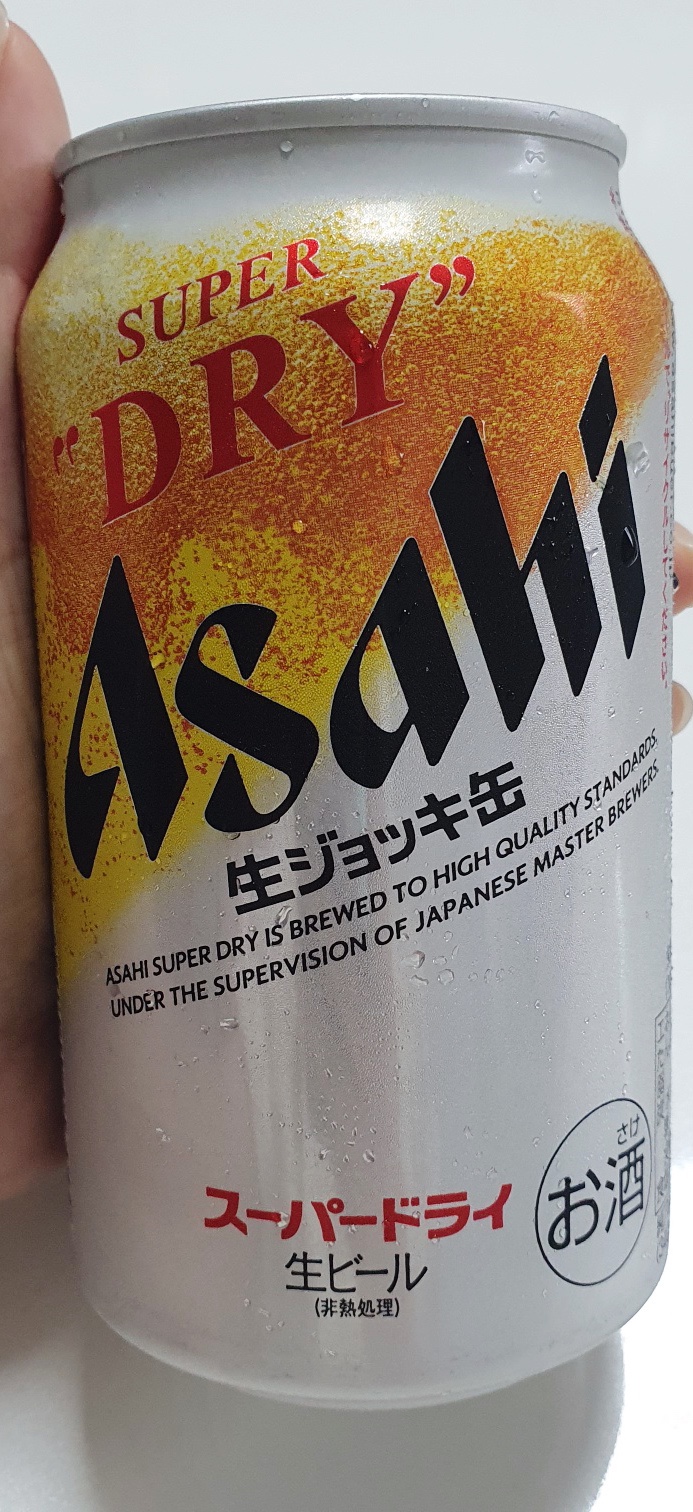 SUPER
“DRY”
Asahi
生ジョッキ缶
ASAHI SUPER DRY IS BREWED TO HIGH QUALITY STANDARDS,
UNDER THE SUPERVISION OF JAPANESE MASTER BREWERS.
さけ
お酒
スーパードライ
生ビール
(非熱処理)